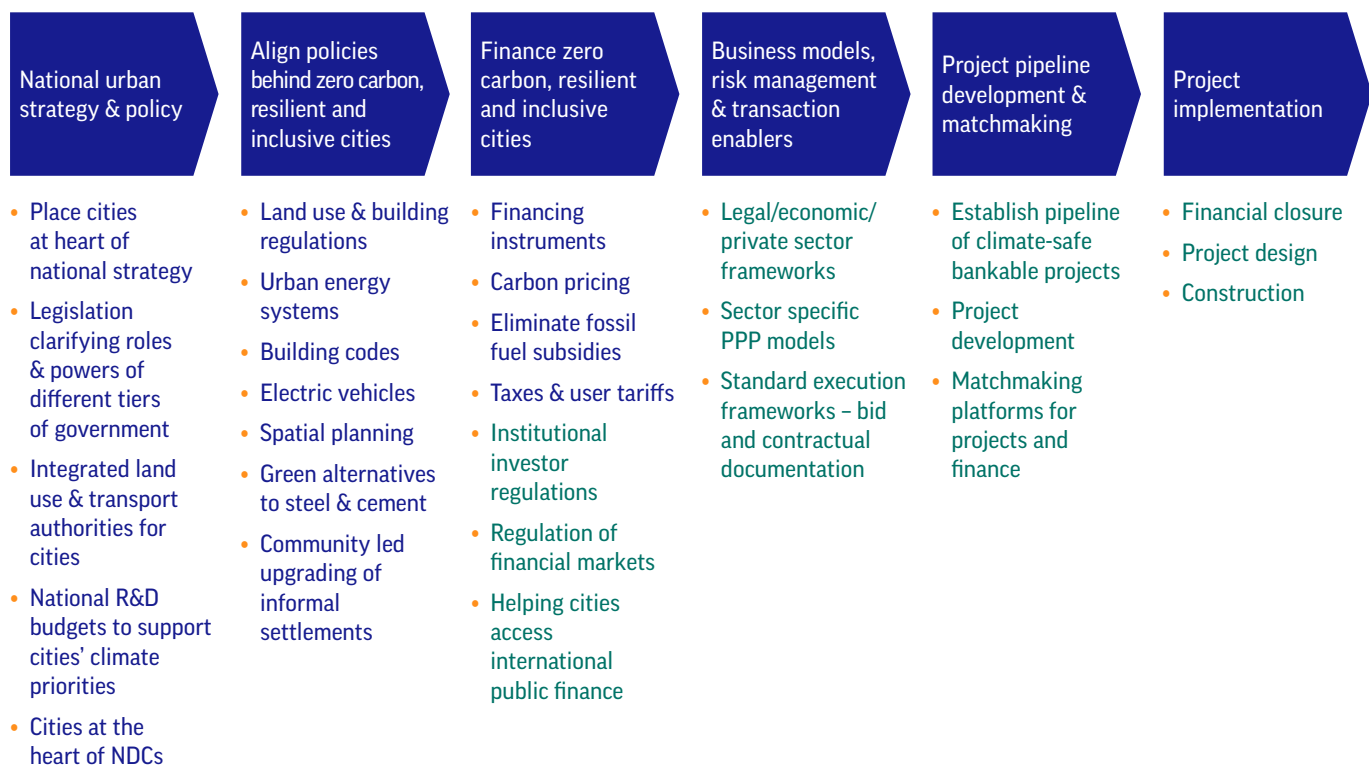 National urban
strategy & policy
Align policies
behind zero carbon,
resilient and
inclusive cities
Finance zero
carbon, resilient
and inclusive
cities
Business models,
risk management
& transaction
enablers
Project pipeline
development &
matchmaking
Project
implementation
• Place cities
at heart of
national strategy
• Legislation
clarifying roles
& powers of
different tiers
of government
• Integrated land
use & transport
authorities for
cities
• National R&D
budgets to support
cities’ climate
priorities
• Cities at the
heart of NDCs
• Land use & building
regulations
• Urban energy
systems
• Building codes
• Electric vehicles
• Spatial planning
• Green alternatives
to steel & cement
• Community led
upgrading of
informal
settlements
• Financing
instruments
• Carbon pricing
• Eliminate fossil
fuel subsidies
• Taxes & user tariffs
• Institutional
investor
regulations
• Regulation of
financial markets
• Helping cities
access
international
public finance
• Legal/economic/
private sector
frameworks
• Sector specific
PPP models
• Standard execution
frameworks – bid
and contractual
documentation
• Establish pipeline
of climate-safe
bankable projects
• Project
development
• Matchmaking
platforms for
projects and
finance
• Financial closure
• Project design
• Construction